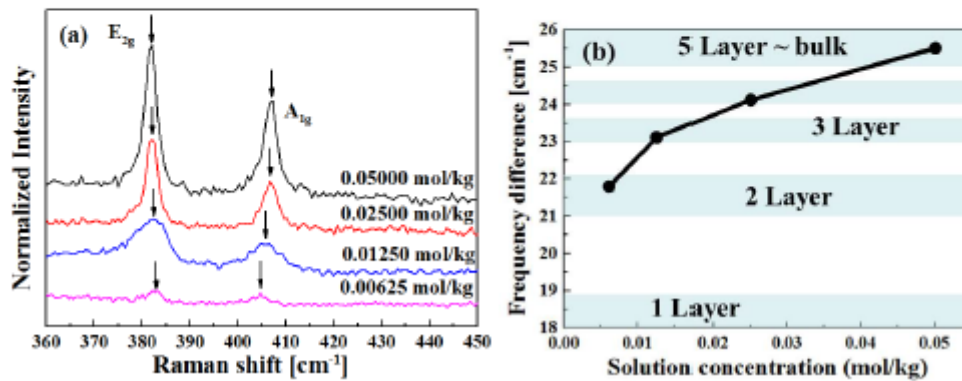 (a)
E2g
A1g
0.05000 mol/kg
0.02500 mol/kg
0.01250 mol/kg
0.00625 mol/kg
Normalized Intensity
360 370 380 390 400 410 420 430 440 450
Raman shift [cm-1]
(b)
5 Layer ~ bulk
3 Layer
2 Layer
1 Layer
Frequency difference [cm-1]
26
25
24
23
22
21
20
19
18
0.00 0.01 0.02 0.03 0.04 0.05
Solution concentration (mol/kg)